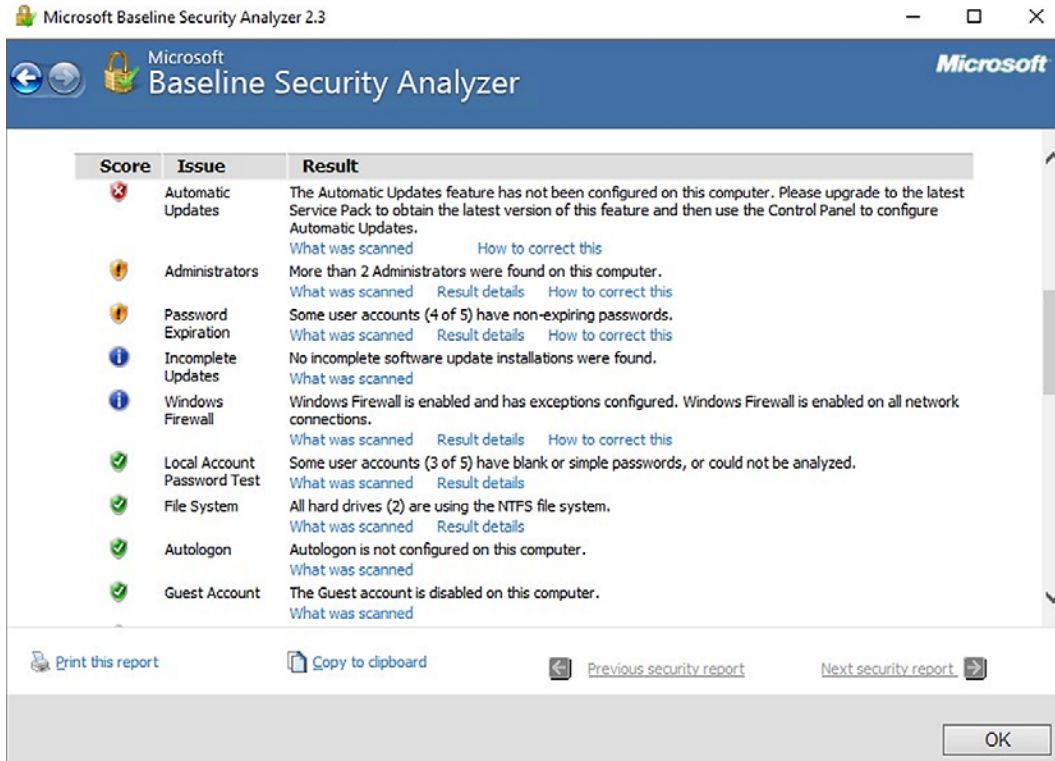 Microsoft Baseline Security Analyzer 2.3
Microsoft
Baseline Security Analyzer
Microsoft
Score Issue Result
Automatic Updates
The Automatic Updates feature has not been configured on this computer. Please upgrade to the latest
Service Pack to obtain the latest version of this feature and then use the Control Panel to configure
Automatic Updates.
What was scanned How to correct this
Administrators
More than 2 Administrators were found on this computer.
What was scanned Result details How to correct this
Password Expiration
Some user accounts (4 of 5) have non-expiring passwords.
What was scanned Result details How to correct this
Incomplete Updates
No incomplete software update installations were found.
What was scanned
Windows Firewall
Windows Firewall is enabled and has exceptions configured. Windows Firewall is enabled on all network
connections.
What was scanned Result details How to correct this
Local Account Password Test
Some user accounts (3 of 5) have blank or simple passwords, or could not be analyzed.
What was scanned Result details
File System
All hard drives (2) are using the NTFS file system.
What was scanned Result details
Autologon
Autologon is not configured on this computer.
What was scanned
Guest Account
The Guest account is disabled on this computer.
What was scanned
Print this report Copy to clipboard Previous security report Next security report
OK